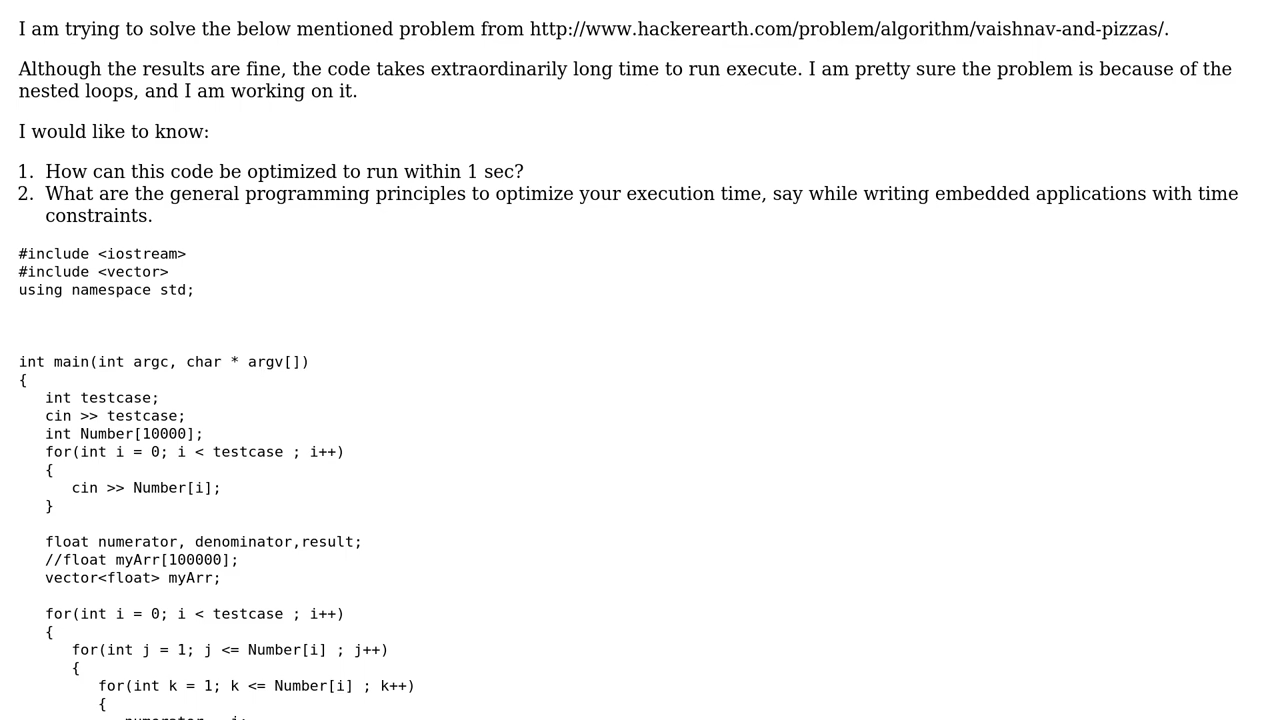 I am trying to solve the below mentioned problem from http://www.hackerearth.com/problem/algorithm/vaishnav-and-pizzas/.
Although the results are fine, the code takes extraordinarily long time to run execute. I am pretty sure the problem is because of the
nested loops, and I am working on it.
I would like to know:
1. How can this code be optimized to run within 1 sec?
2. What are the general programming principles to optimize your execution time, say while writing embedded applications with time
constraints.
#include <iostream>
#include <vector>
using namespace std;
int main(int argc, char * argv[])
{
int testcase;
cin >> testcase;
int Number[10000];
for(int i = 0; i < testcase ; i++)
{
cin >> Number[i];
}
float numerator, denominator,result;
//float myArr[100000];
vector<float> myArr;
for(int i = 0; i < testcase ; i++)
{
for(int j = 1; j <= Number[i] ; j++)
{
for(int k = 1; k <= Number[i] ; k++)
{